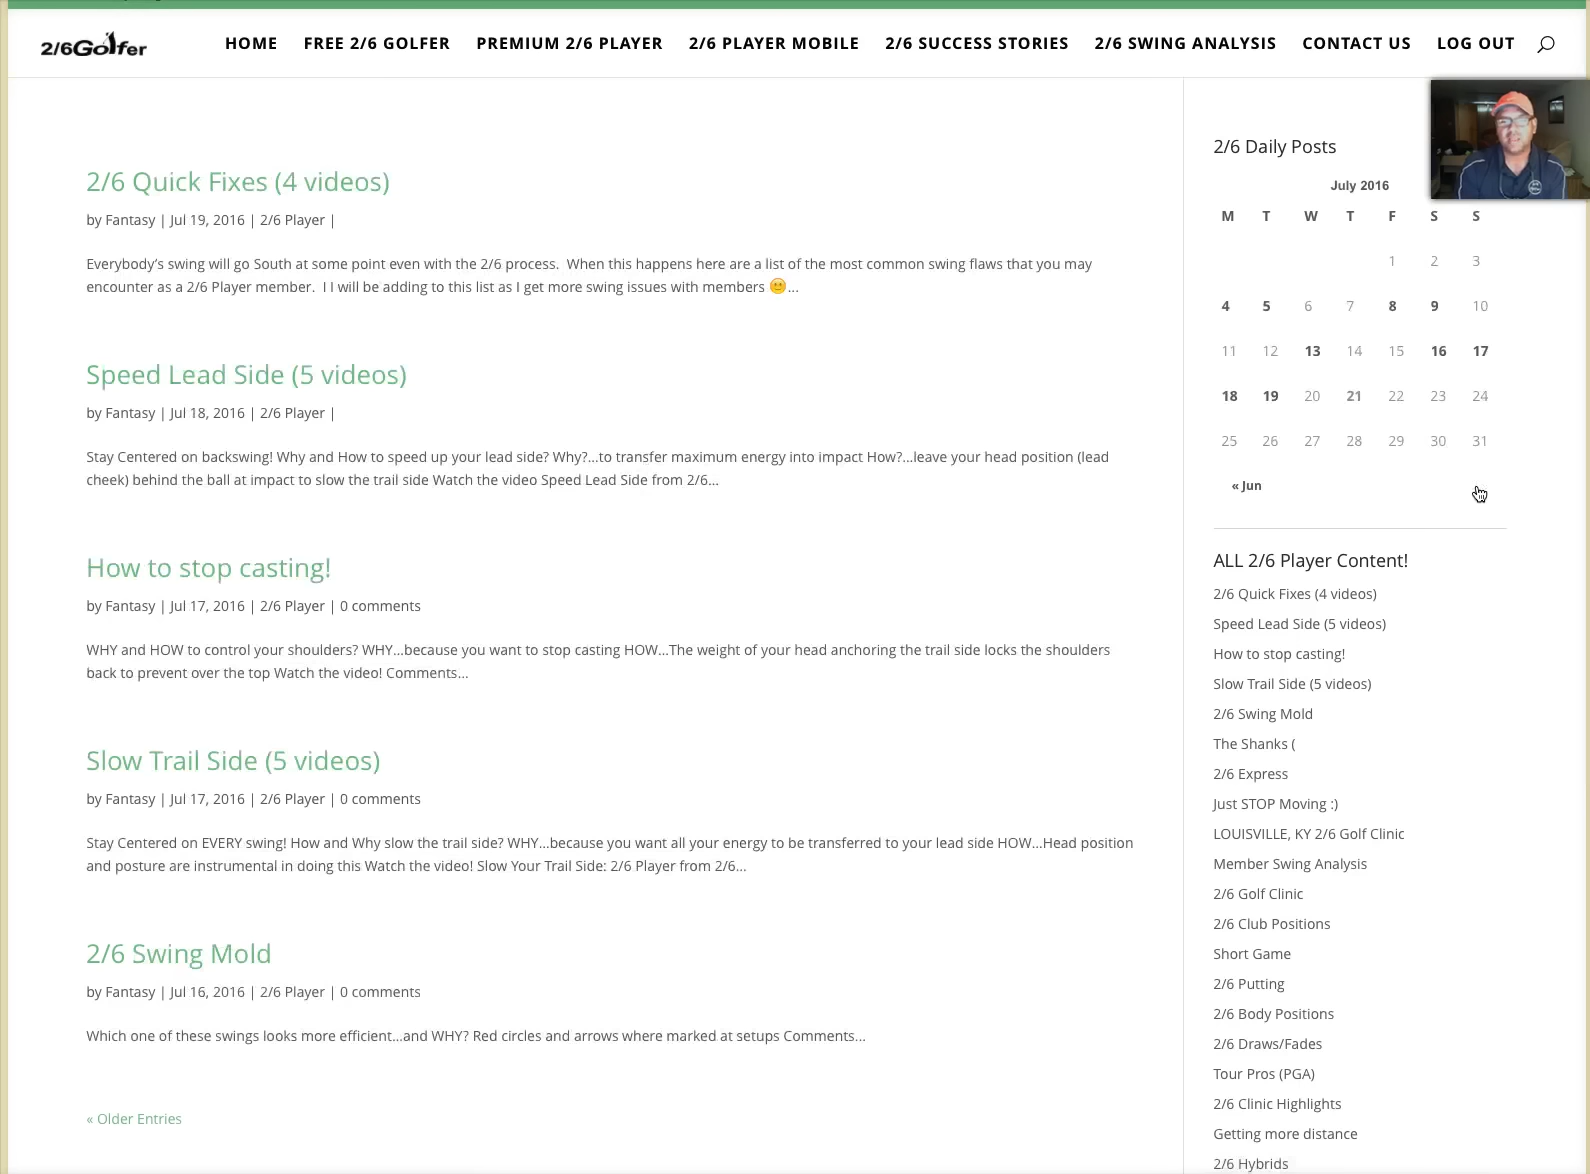 2/6Golfer
HOME FREE 2/6 GOLFER PREMIUM 2/6 PLAYER 2/6 PLAYER MOBILE 2/6 SUCCESS STORIES 2/6 SWING ANALYSIS CONTACT US LOG OUT
2/6 Quick Fixes (4 videos)
by Fantasy | Jul 19, 2016 | 2/6 Player |
Everybody’s swing will go South at some point even with the 2/6 process.  When this happens here are a list of the most common swing flaws that you may
encounter as a 2/6 Player member.  I I will be adding to this list as I get more swing issues with members 🙂...
Speed Lead Side (5 videos)
by Fantasy | Jul 18, 2016 | 2/6 Player |
Stay Centered on backswing! Why and How to speed up your lead side? Why?...to transfer maximum energy into impact How?...leave your head position (lead
cheek) behind the ball at impact to slow the trail side Watch the video Speed Lead Side from 2/6...
How to stop casting!
by Fantasy | Jul 17, 2016 | 2/6 Player | 0 comments
WHY and HOW to control your shoulders? WHY...because you want to stop casting HOW...The weight of your head anchoring the trail side locks the shoulders
back to prevent over the top Watch the video! Comments...
Slow Trail Side (5 videos)
by Fantasy | Jul 17, 2016 | 2/6 Player | 0 comments
Stay Centered on EVERY swing! How and Why slow the trail side? WHY...because you want all your energy to be transferred to your lead side HOW...Head position
and posture are instrumental in doing this Watch the video! Slow Your Trail Side: 2/6 Player from 2/6...
2/6 Swing Mold
by Fantasy | Jul 16, 2016 | 2/6 Player | 0 comments
Which one of these swings looks more efficient...and WHY? Red circles and arrows where marked at setups Comments...
« Older Entries
2/6 Daily Posts
July 2016
M T W T F S S
1 2 3
4 5 6 7 8 9 10
11 12 13 14 15 16 17
18 19 20 21 22 23 24
25 26 27 28 29 30 31
« Jun
ALL 2/6 Player Content!
2/6 Quick Fixes (4 videos)
Speed Lead Side (5 videos)
How to stop casting!
Slow Trail Side (5 videos)
2/6 Swing Mold
The Shanks (
2/6 Express
Just STOP Moving :)
LOUISVILLE, KY 2/6 Golf Clinic
Member Swing Analysis
2/6 Golf Clinic
2/6 Club Positions
Short Game
2/6 Putting
2/6 Body Positions
2/6 Draws/Fades
Tour Pros (PGA)
2/6 Clinic Highlights
Getting more distance
2/6 Hybrids